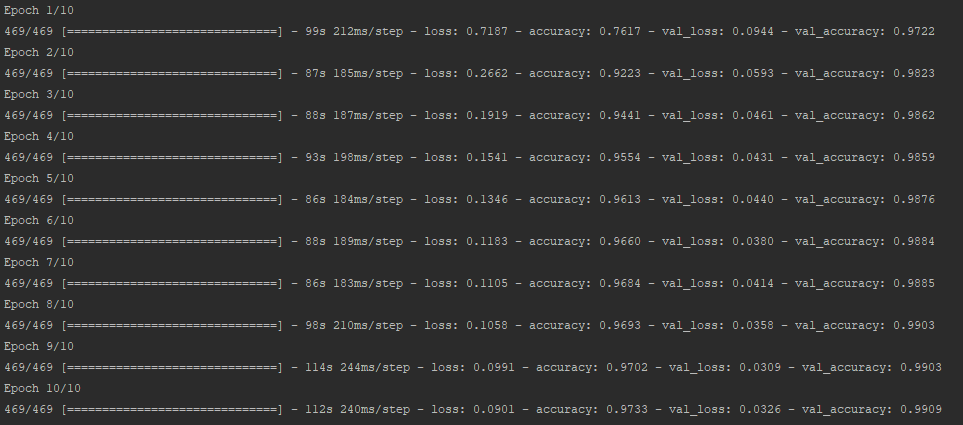 Epoch 1/10
469/469 [==============================] - 99s 212ms/step - loss: 0.7187 - accuracy: 0.7617 - val_loss: 0.0944 - val_accuracy: 0.9722
Epoch 2/10
469/469 [==============================] - 87s 185ms/step - loss: 0.2662 - accuracy: 0.9223 - val_loss: 0.0593 - val_accuracy: 0.9823
Epoch 3/10
469/469 [==============================] - 88s 187ms/step - loss: 0.1919 - accuracy: 0.9441 - val_loss: 0.0461 - val_accuracy: 0.9862
Epoch 4/10
469/469 [==============================] - 93s 198ms/step - loss: 0.1541 - accuracy: 0.9554 - val_loss: 0.0431 - val_accuracy: 0.9859
Epoch 5/10
469/469 [==============================] - 86s 184ms/step - loss: 0.1346 - accuracy: 0.9613 - val_loss: 0.0440 - val_accuracy: 0.9876
Epoch 6/10
469/469 [==============================] - 88s 189ms/step - loss: 0.1183 - accuracy: 0.9660 - val_loss: 0.0380 - val_accuracy: 0.9884
Epoch 7/10
469/469 [==============================] - 86s 183ms/step - loss: 0.1105 - accuracy: 0.9684 - val_loss: 0.0414 - val_accuracy: 0.9885
Epoch 8/10
469/469 [==============================] - 98s 210ms/step - loss: 0.1058 - accuracy: 0.9693 - val_loss: 0.0358 - val_accuracy: 0.9903
Epoch 9/10
469/469 [==============================] - 114s 244ms/step - loss: 0.0991 - accuracy: 0.9702 - val_loss: 0.0309 - val_accuracy: 0.9903
Epoch 10/10
469/469 [==============================] - 112s 240ms/step - loss: 0.0901 - accuracy: 0.9733 - val_loss: 0.0326 - val_accuracy: 0.9909